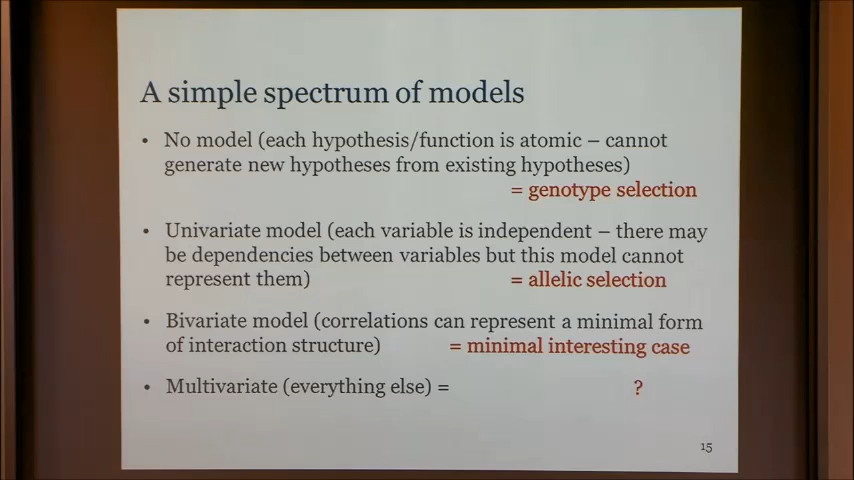 A simple spectrum of models
• No model (each hypothesis/function is atomic – cannot
generate new hypotheses from existing hypotheses)
= genotype selection
• Univariate model (each variable is independent – there may
be dependencies between variables but this model cannot
represent them) = allelic selection
• Bivariate model (correlations can represent a minimal form
of interaction structure) = minimal interesting case
• Multivariate (everything else) = ?
15